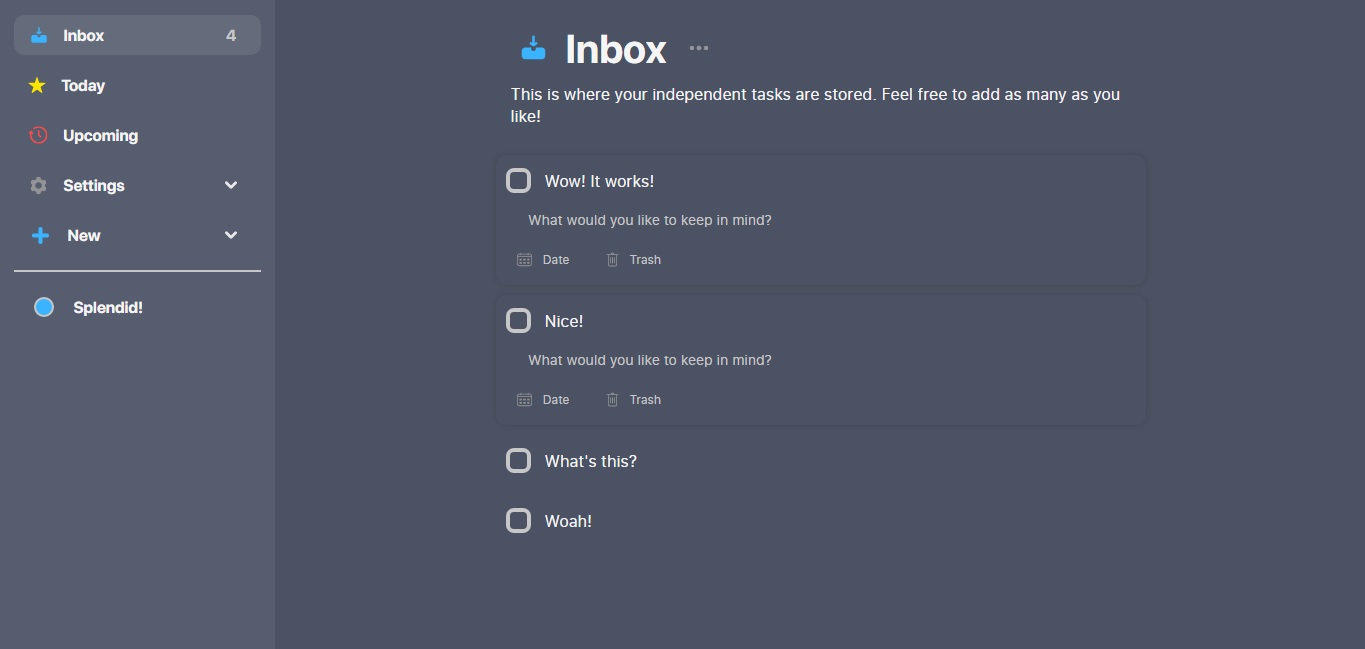 Inbox 4
Today
Upcoming
Settings
New
Splendid!
Inbox
This is where your independent tasks are stored. Feel free to add as many as you
like!
Wow! It works!
What would you like to keep in mind?
Date Trash
Nice!
What would you like to keep in mind?
Date Trash
What's this?
Woah!